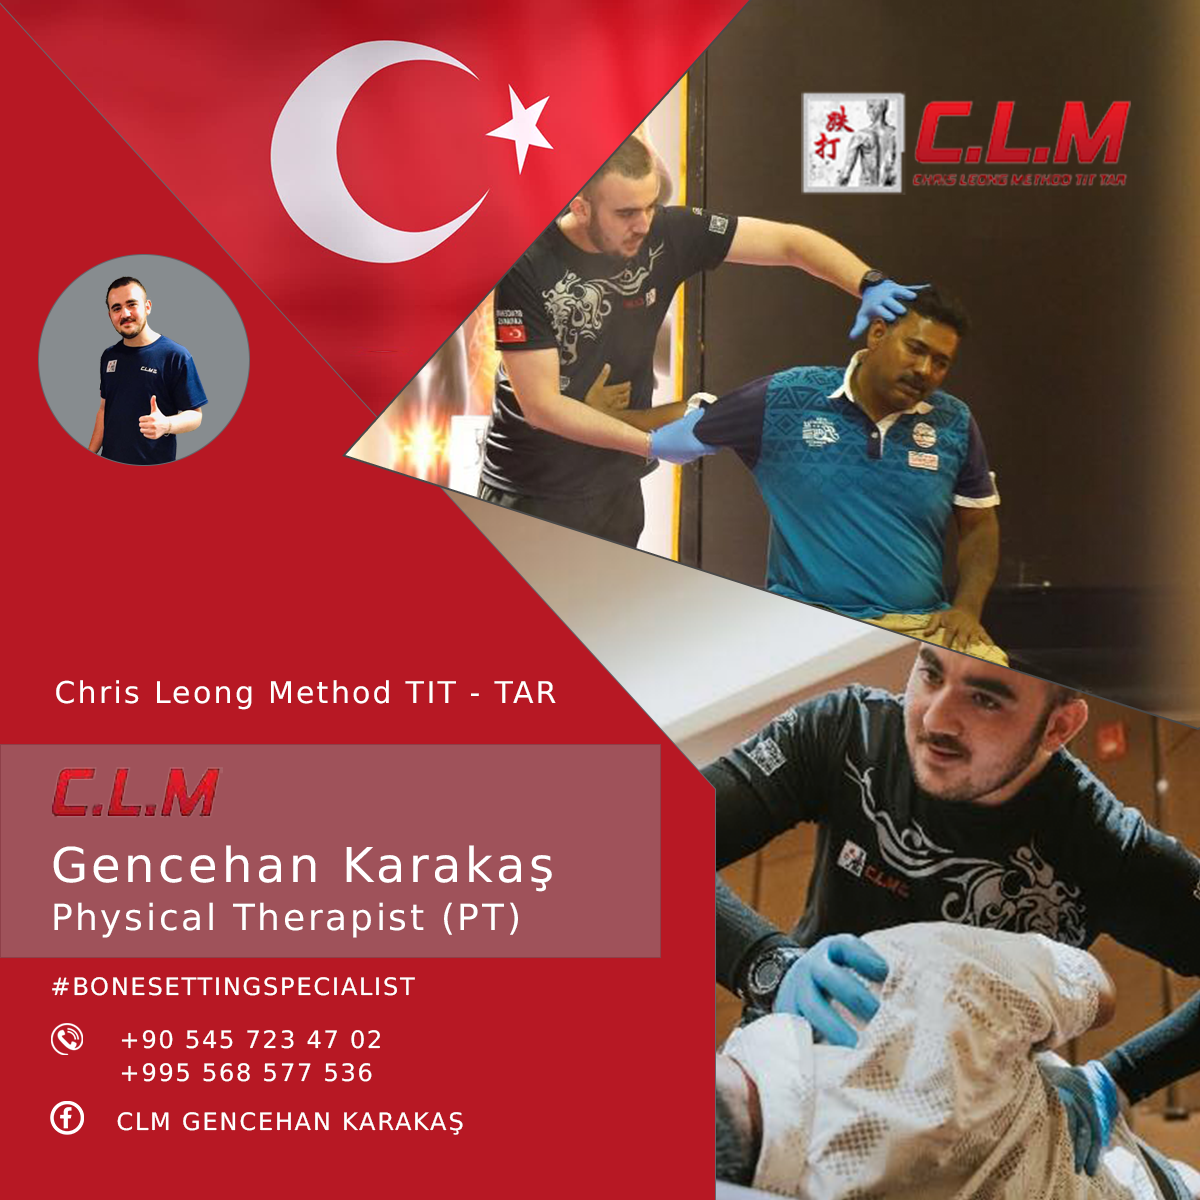 跌
打
C.L.M
CHRIS LEONG METHOD TIT TAR
Chris Leong Method TIT - TAR
C.L.M
Gencehan Karakaş
Physical Therapist (PT)
#BONESETTINGSPECIALIST
+90 545 723 47 02
+995 568 577 536
CLM GENCEHAN KARAKAŞ